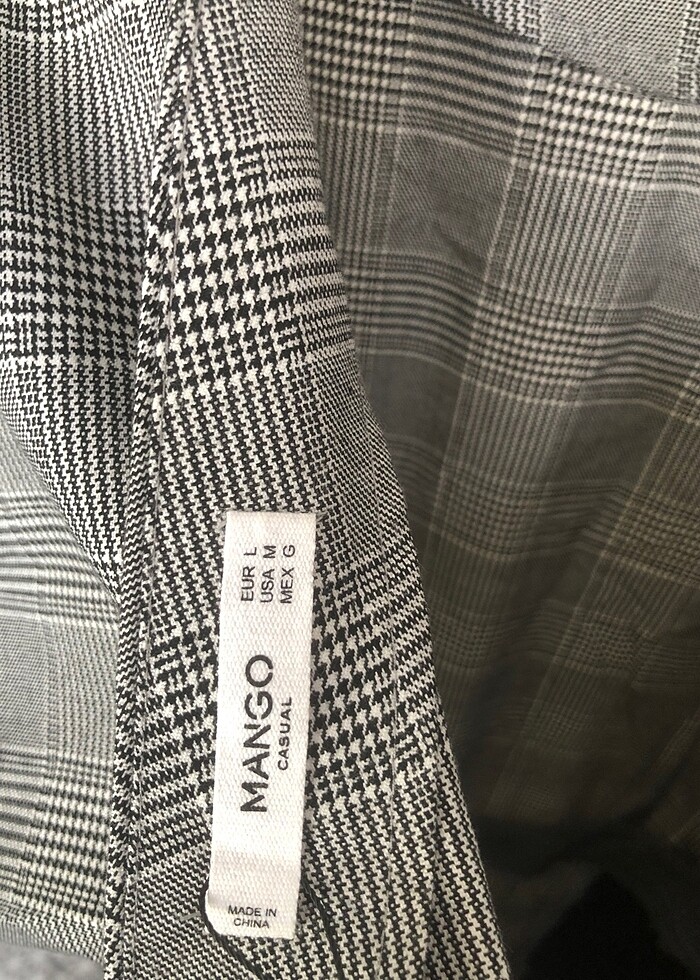 MANGO
CASUAL
EUR L
USA M
MEX G
MADE IN
CHINA